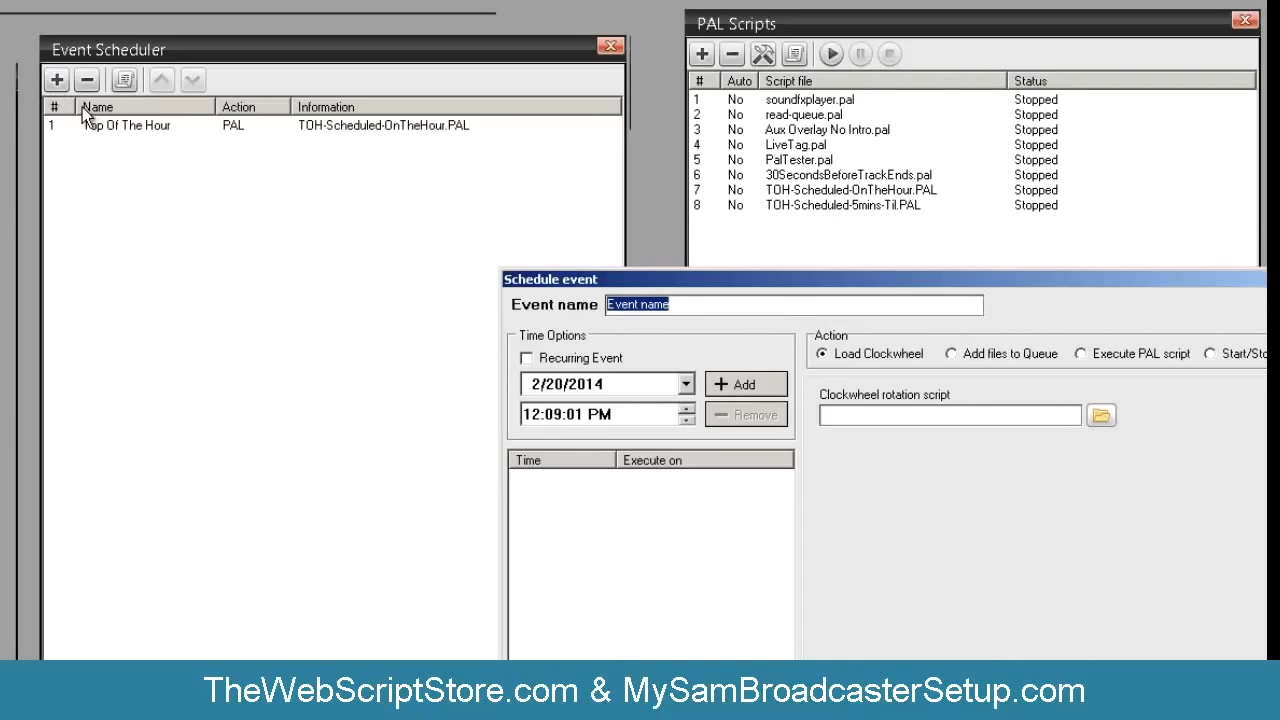 Event Scheduler
# Name Action Information
1 Top Of The Hour PAL TOH-Scheduled-OnTheHour.PAL
PAL Scripts
# Auto Script file Status
1 No soundfxplayer.pal Stopped
2 No read-queue.pal Stopped
3 No Aux Overlay No Intro.pal Stopped
4 No LiveTag.pal Stopped
5 No PalTester.pal Stopped
6 No 30SecondsBeforeTrackEnds.pal Stopped
7 No TOH-Scheduled-OnTheHour.PAL Stopped
8 No TOH-Scheduled-5mins-Til.PAL Stopped
Schedule event
Event name Event name
Time Options
Recurring Event
2/20/2014 Add
12:09:01 PM Remove
Time Execute on
Action
Load Clockwheel Add files to Queue Execute PAL script Start/Sto
Clockwheel rotation script
TheWebScriptStore.com & MySamBroadcasterSetup.com